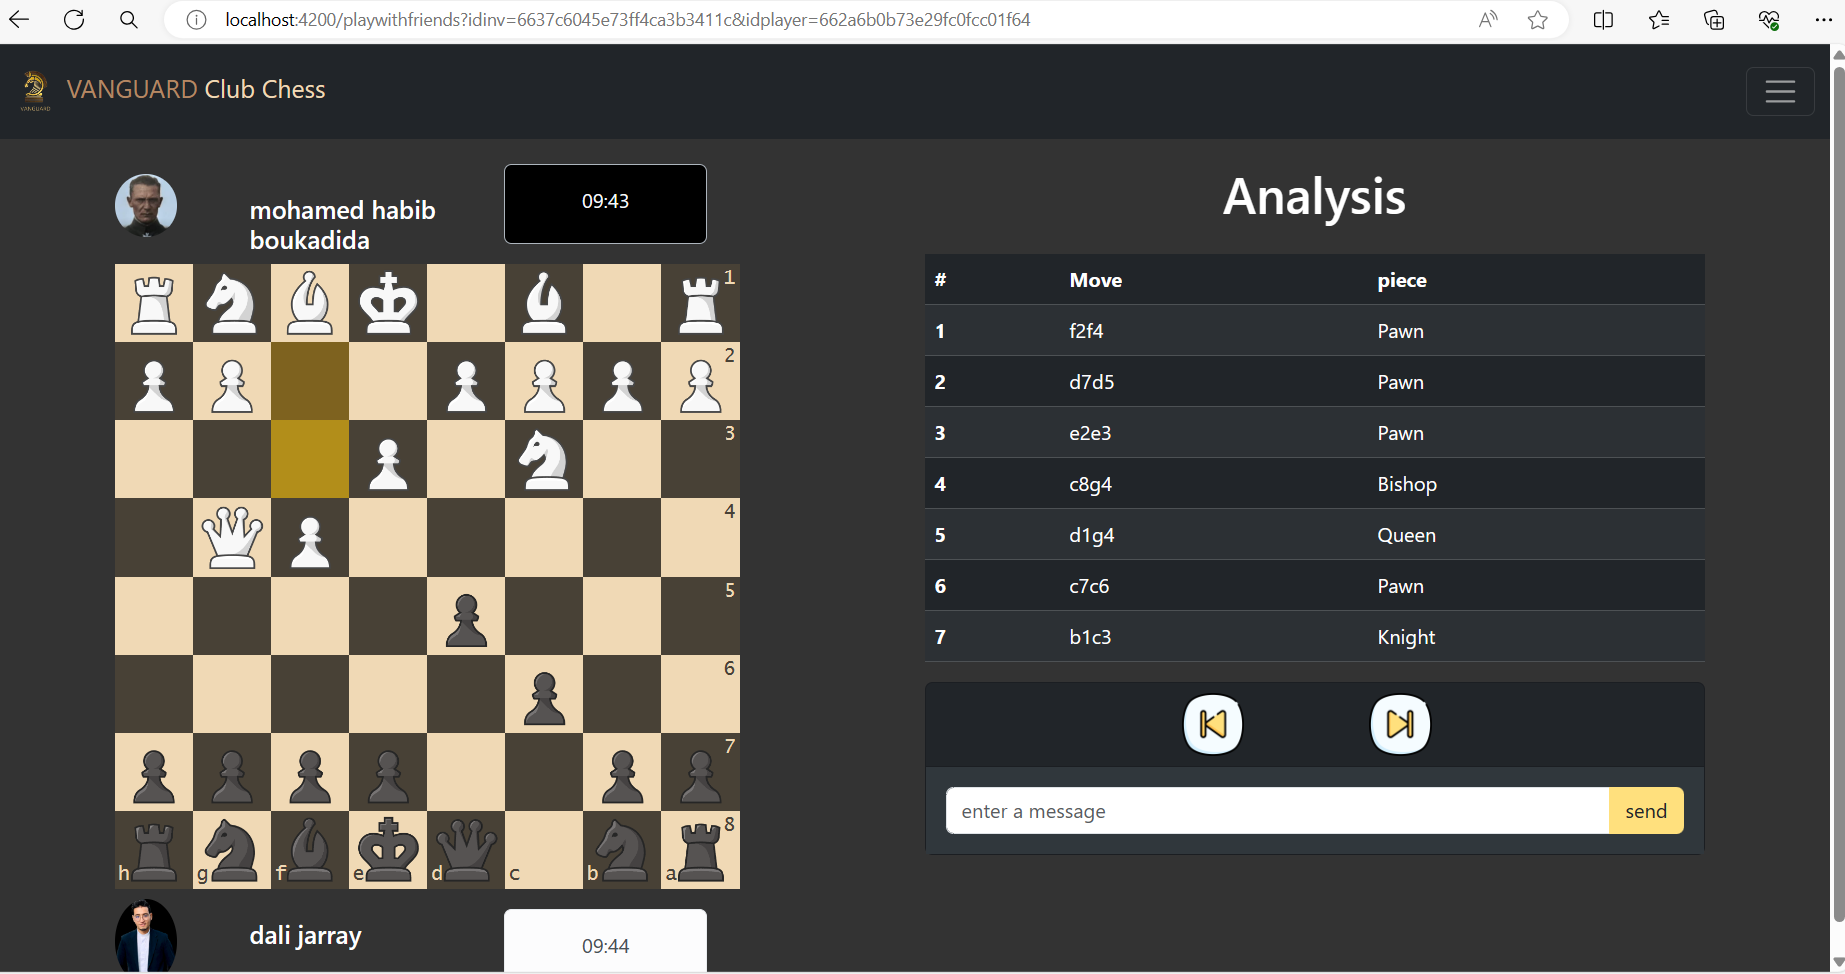 localhost:4200/playwithfriends?idinv=6637c6045e73ff4ca3b3411c&idplayer=662a6b0b73e29fc0fcc01f64
VANGUARD
VANGUARD Club Chess
mohamed habib
boukadida
09:43
1
2
3
4
5
6
7
8
h g f e d c b a
dali jarray
09:44
Analysis
# Move piece
1 f2f4 Pawn
2 d7d5 Pawn
3 e2e3 Pawn
4 c8g4 Bishop
5 d1g4 Queen
6 c7c6 Pawn
7 b1c3 Knight
enter a message send